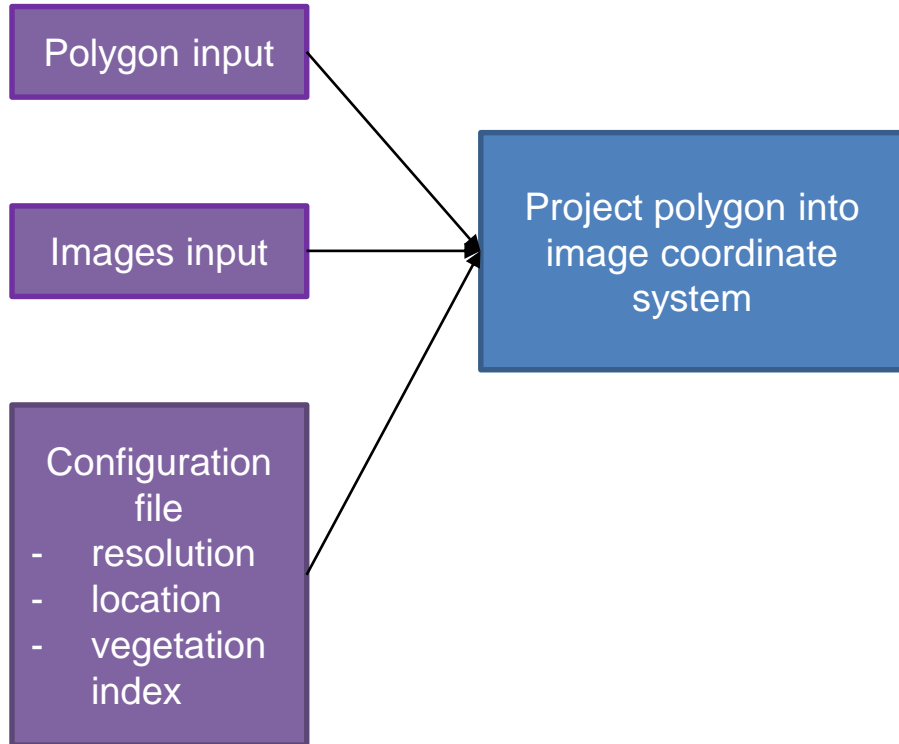 Polygon input
Images input
Project polygon into
image coordinate
system
Configuration
file
- resolution
- location
- vegetation
index